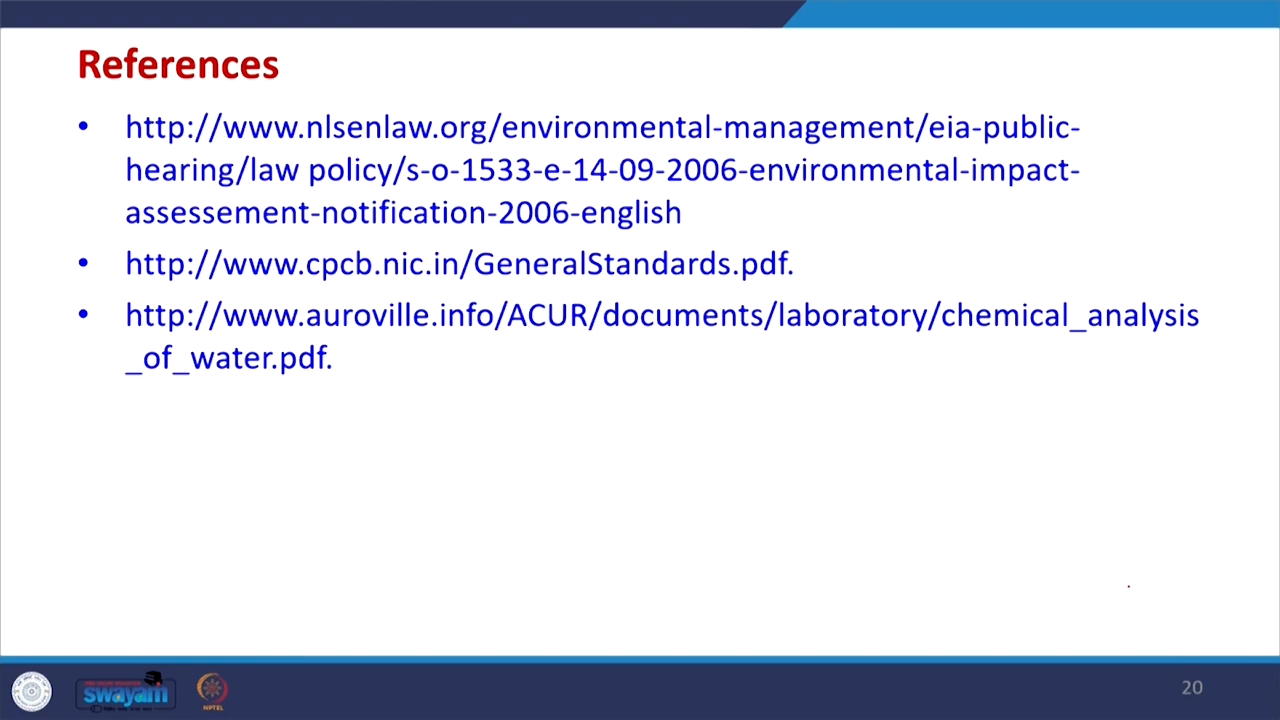 References
• http://www.nlsenlaw.org/environmental-management/eia-public-
hearing/law policy/s-o-1533-e-14-09-2006-environmental-impact-
assessement-notification-2006-english
• http://www.cpcb.nic.in/GeneralStandards.pdf.
• http://www.auroville.info/ACUR/documents/laboratory/chemical_analysis
_of_water.pdf.
swayam
NPTEL
20